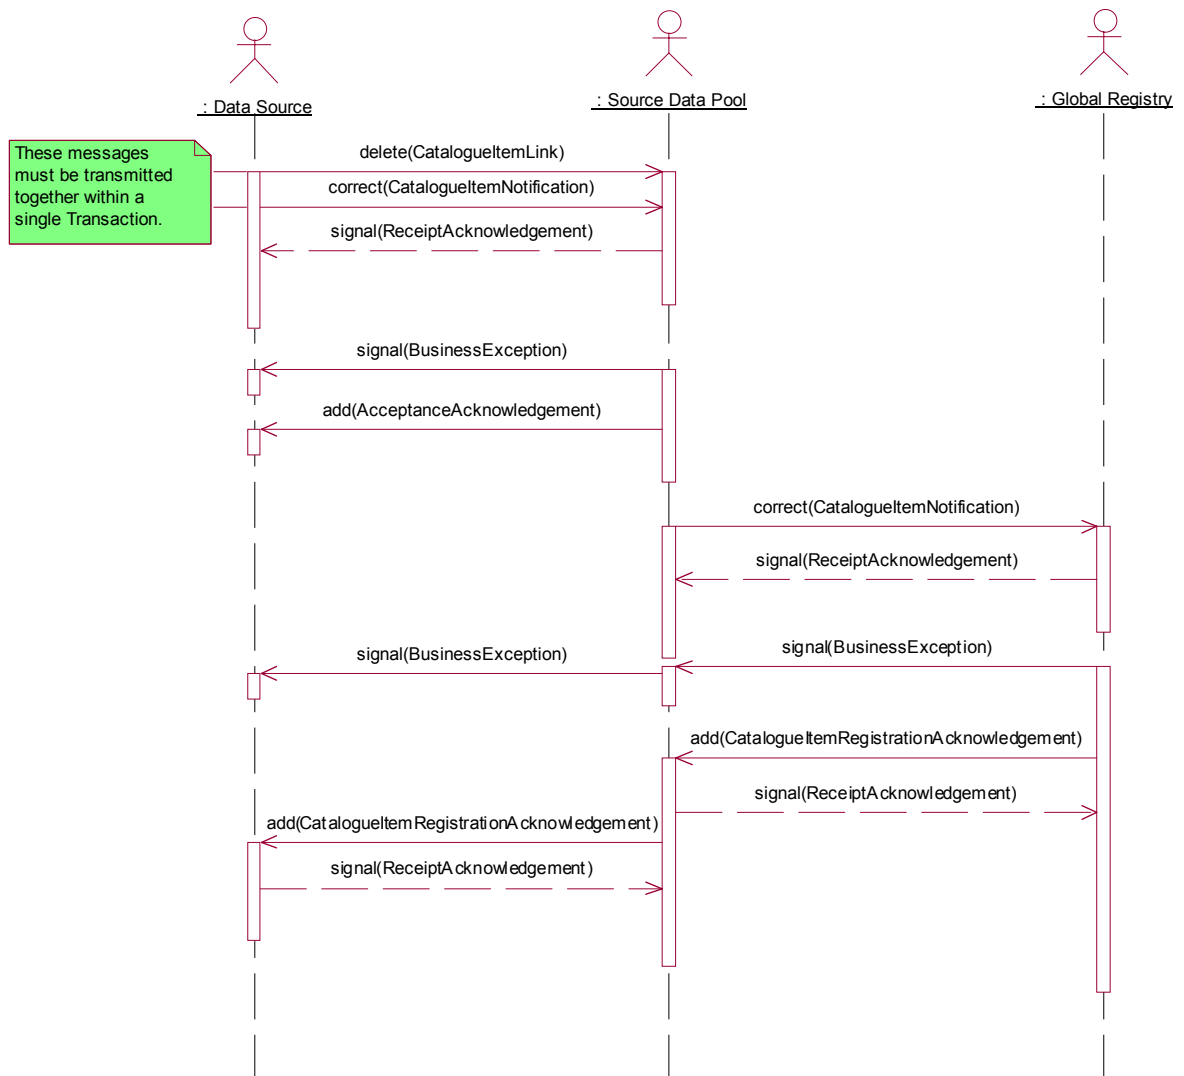 : Data Source
: Source Data Pool
: Global Registry
These messages
must be transmitted
together within a
single Transaction.
delete(CatalogueItemLink)
correct(CatalogueItemNotification)
signal(ReceiptAcknowledgement)
signal(BusinessException)
add(AcceptanceAcknowledgement)
correct(CatalogueItemNotification)
signal(ReceiptAcknowledgement)
signal(BusinessException)
signal(BusinessException)
add(CatalogueItemRegistrationAcknowledgement)
signal(ReceiptAcknowledgement)
add(CatalogueItemRegistrationAcknowledgement)
signal(ReceiptAcknowledgement)